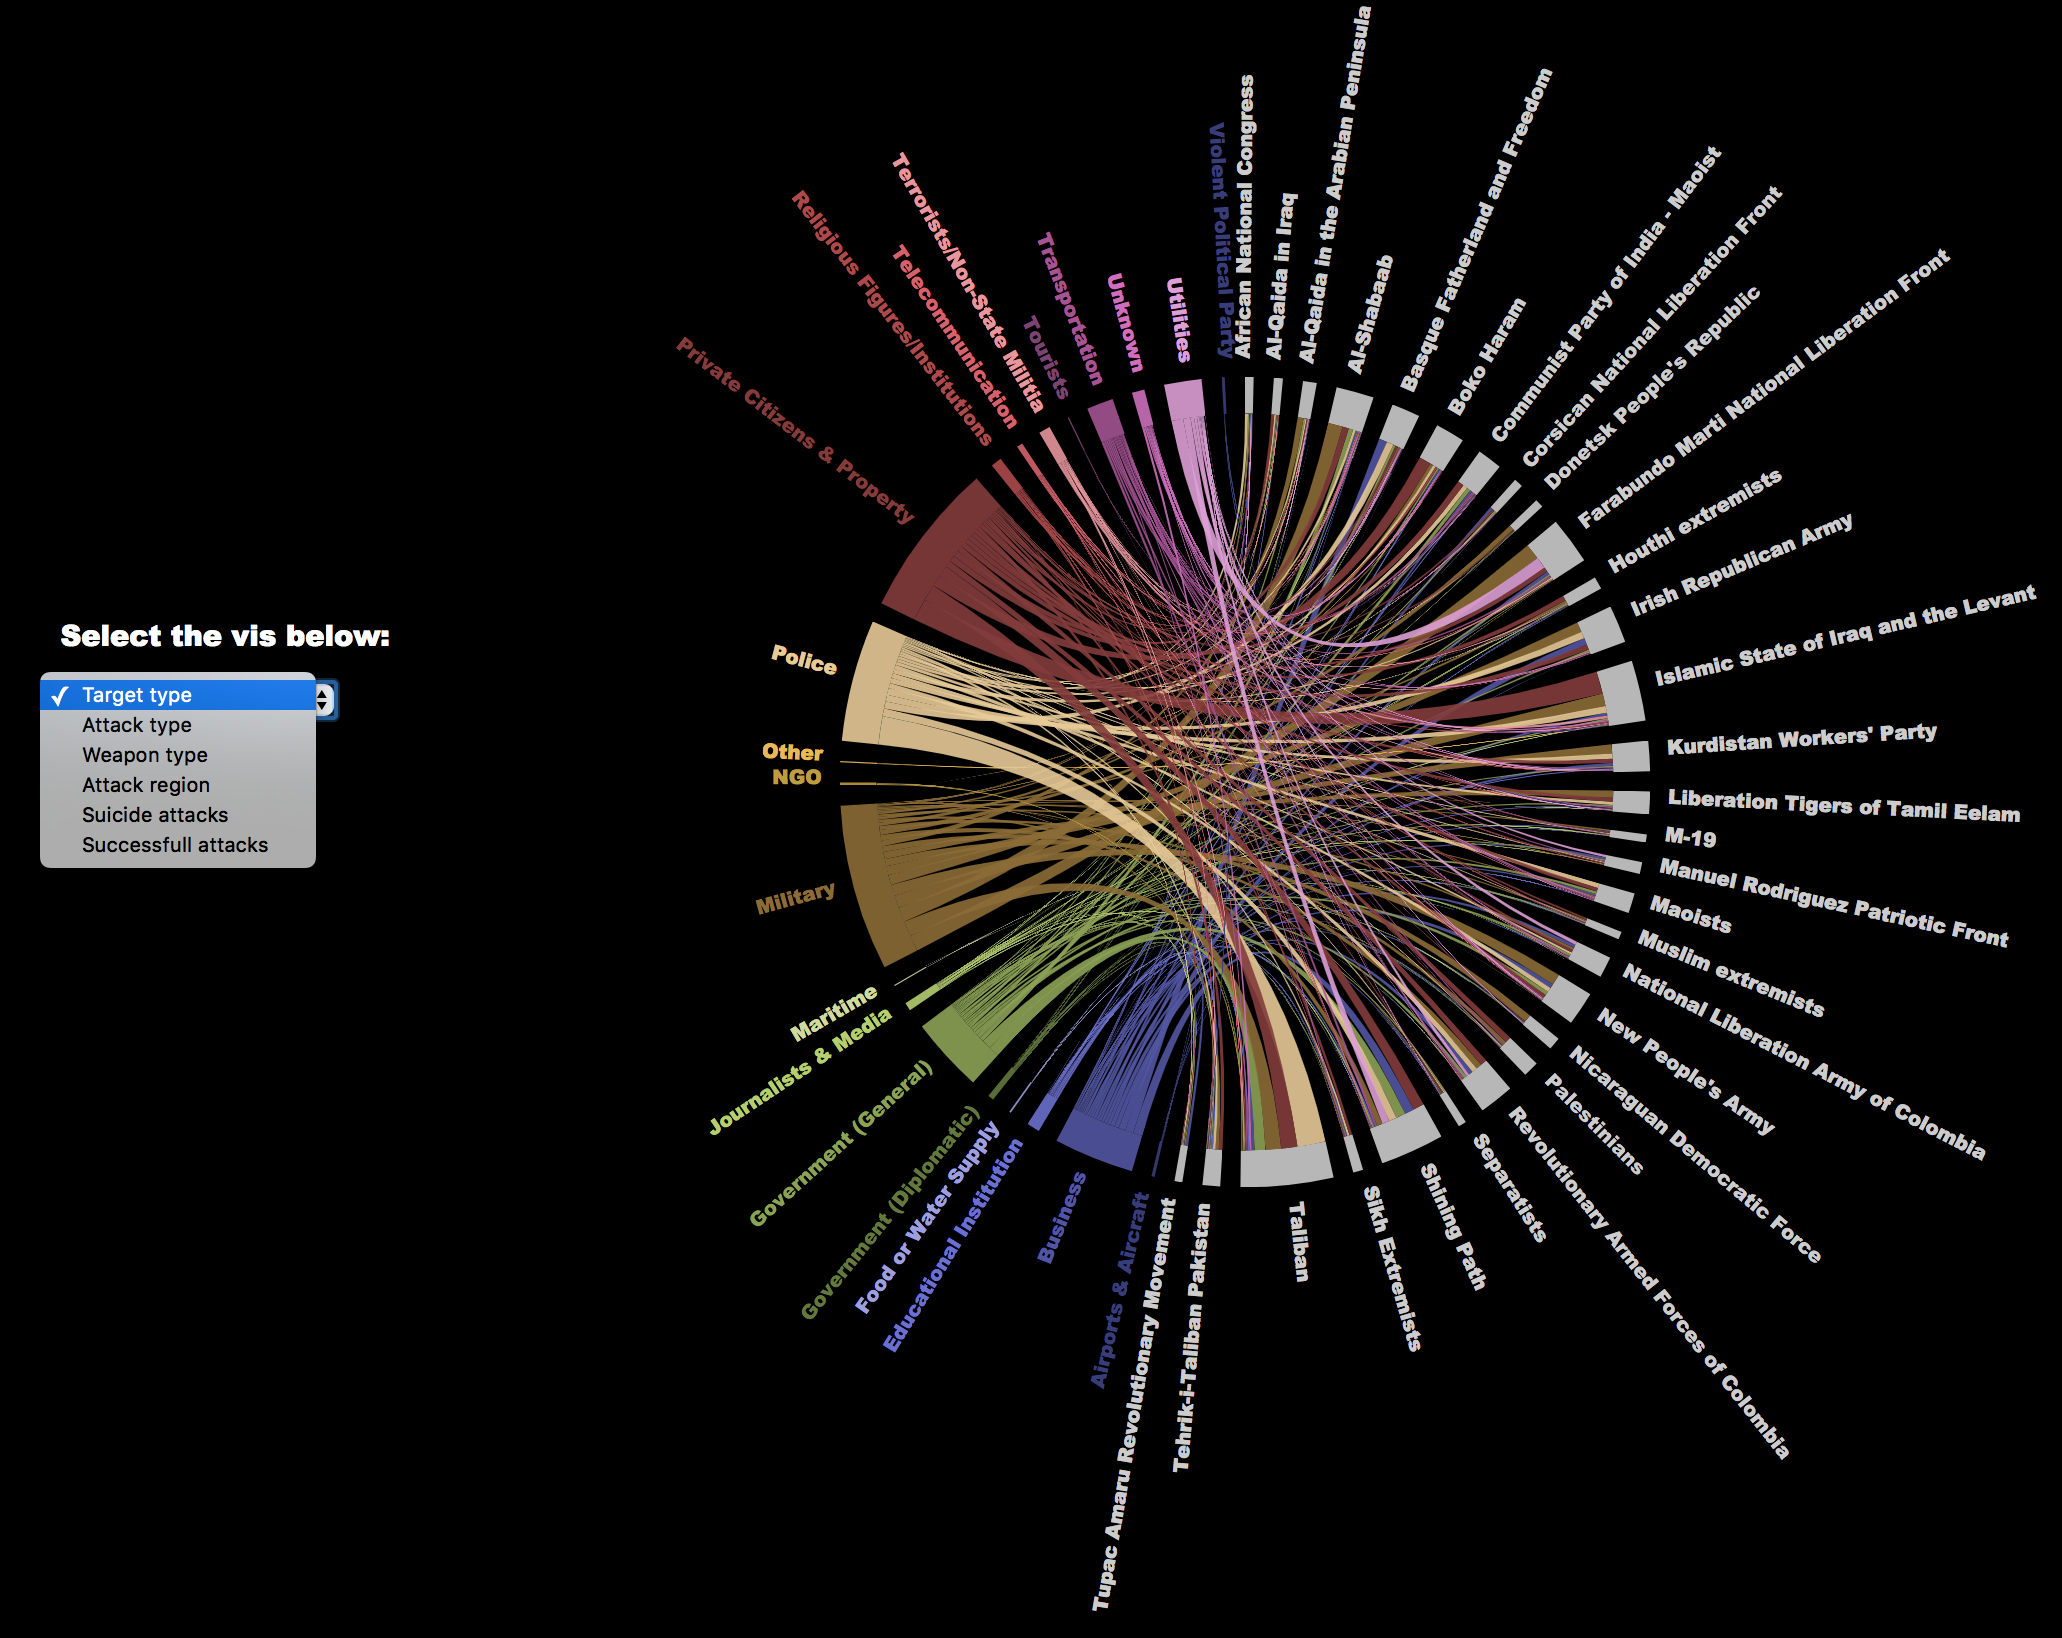 Select the vis below:
✓ Target type
Attack type
Weapon type
Attack region
Suicide attacks
Successfull attacks
Violent Political Party
African National Congress
Al-Qaida in Iraq
Al-Qaida in the Arabian Peninsula
Al-Shabaab
Basque Fatherland and Freedom
Boko Haram
Communist Party of India - Maoist
Corsican National Liberation Front
Donetsk People's Republic
Farabundo Marti National Liberation Front
Houthi extremists
Irish Republican Army
Islamic State of Iraq and the Levant
Kurdistan Workers' Party
Liberation Tigers of Tamil Eelam
M-19
Manuel Rodriguez Patriotic Front
Maoists
Muslim extremists
National Liberation Army of Colombia
New People's Army
Nicaraguan Democratic Force
Palestinians
Revolutionary Armed Forces of Colombia
Separatists
Shining Path
Sikh Extremists
Taliban
Tehrik-i-Taliban Pakistan
Tupac Amaru Revolutionary Movement
Airports & Aircraft
Business
Educational Institution
Food or Water Supply
Government (Diplomatic)
Government (General)
Journalists & Media
Maritime
Military
NGO
Other
Police
Private Citizens & Property
Religious Figures/Institutions
Telecommunication
Terrorists/Non-State Militia
Tourists
Transportation
Unknown
Utilities